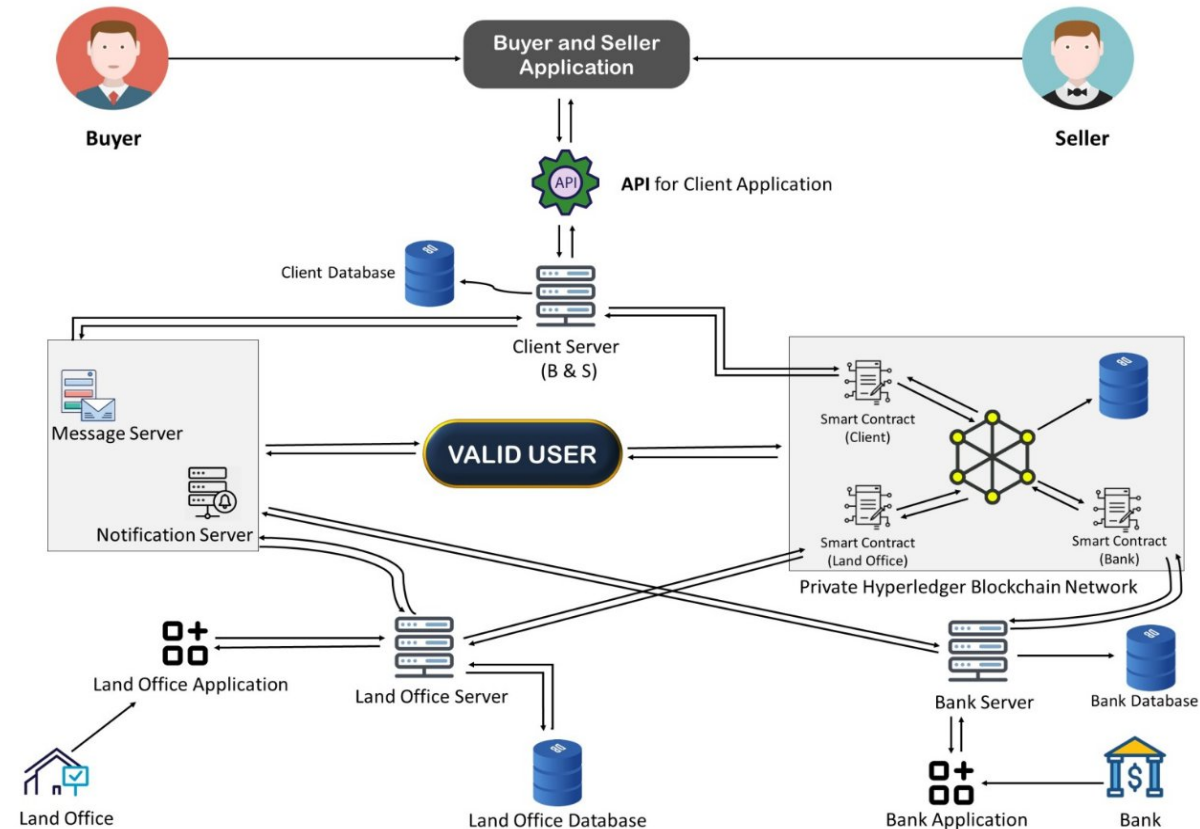 Buyer and Seller
Application
Buyer
Seller
API
API for Client Application
Client Database
Client Server
(B & S)
Message Server
Notification Server
VALID USER
Smart Contract
(Client)
Smart Contract
(Land Office)
Smart Contract
(Bank)
Private Hyperledger Blockchain Network
Land Office Application
Land Office Server
Bank Server
Bank Database
Land Office
Land Office Database
Bank Application
$
Bank